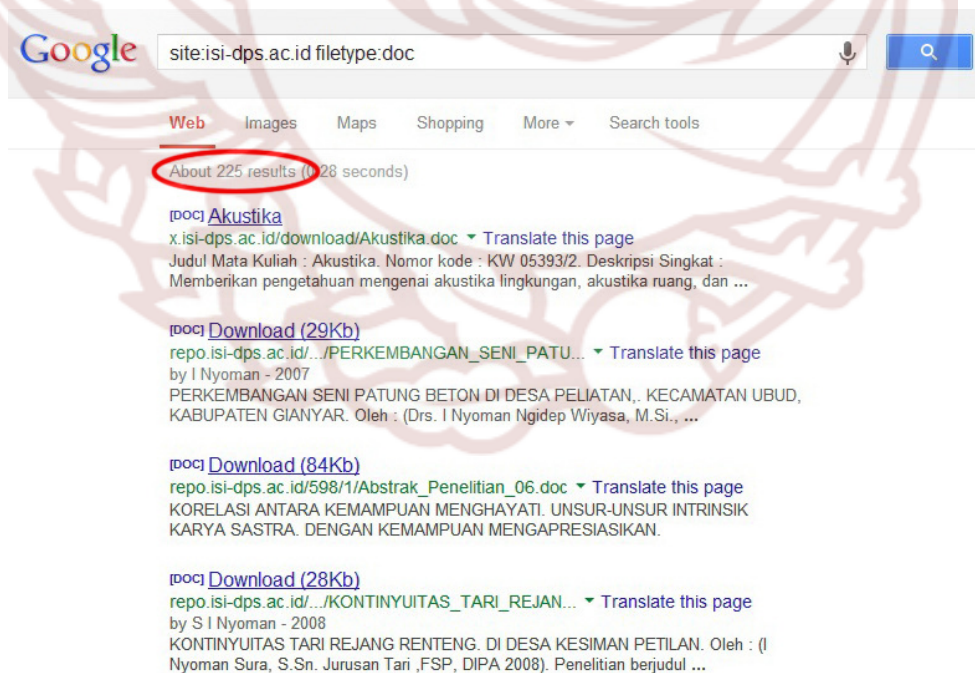 Google site:isi-dps.ac.id filetype:doc
Web Images Maps Shopping More Search tools
About 225 results (0.28 seconds)
[DOC] Akustika
x.isi-dps.ac.id/download/Akustika.doc Translate this page
Judul Mata Kuliah : Akustika. Nomor kode : KW 05393/2. Deskripsi Singkat :
Memberikan pengetahuan mengenai akustika lingkungan, akustika ruang, dan ...
[DOC] Download (29Kb)
repo.isi-dps.ac.id/.../PERKEMBANGAN_SENI_PATU... Translate this page
by I Nyoman - 2007
PERKEMBANGAN SENI PATUNG BETON DI DESA PELIATAN,. KECAMATAN UBUD,
KABUPATEN GIANYAR. Oleh : (Drs. I Nyoman Ngidep Wiyasa, M.Si., ...
[DOC] Download (84Kb)
repo.isi-dps.ac.id/598/1/Abstrak_Penelitian_06.doc Translate this page
KORELASI ANTARA KEMAMPUAN MENGHAYATI. UNSUR-UNSUR INTRINSIK
KARYA SASTRA. DENGAN KEMAMPUAN MENGAPRESIASIKAN.
[DOC] Download (28Kb)
repo.isi-dps.ac.id/.../KONTINYUITAS_TARI_REJAN... Translate this page
by S I Nyoman - 2008
KONTINYUITAS TARI REJANG RENTENG. DI DESA KESIMAN PETILAN. Oleh : (I
Nyoman Sura, S.Sn. Jurusan Tari ,FSP, DIPA 2008). Penelitian berjudul ...